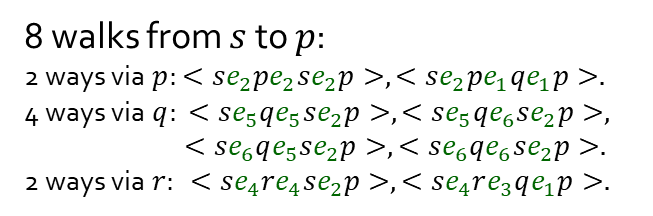 8 walks from s to p:
2 ways via p: < se₂pe₂se₂p >,< se₂pe₁qe₁p >.
4 ways via q: < se₅qe₅se₂p >,< se₅qe₆se₂p >,
< se₆qe₅se₂p >,< se₆qe₆se₂p >.
2 ways via r: < se₄re₄se₂p >,< se₄re₃qe₁p >.